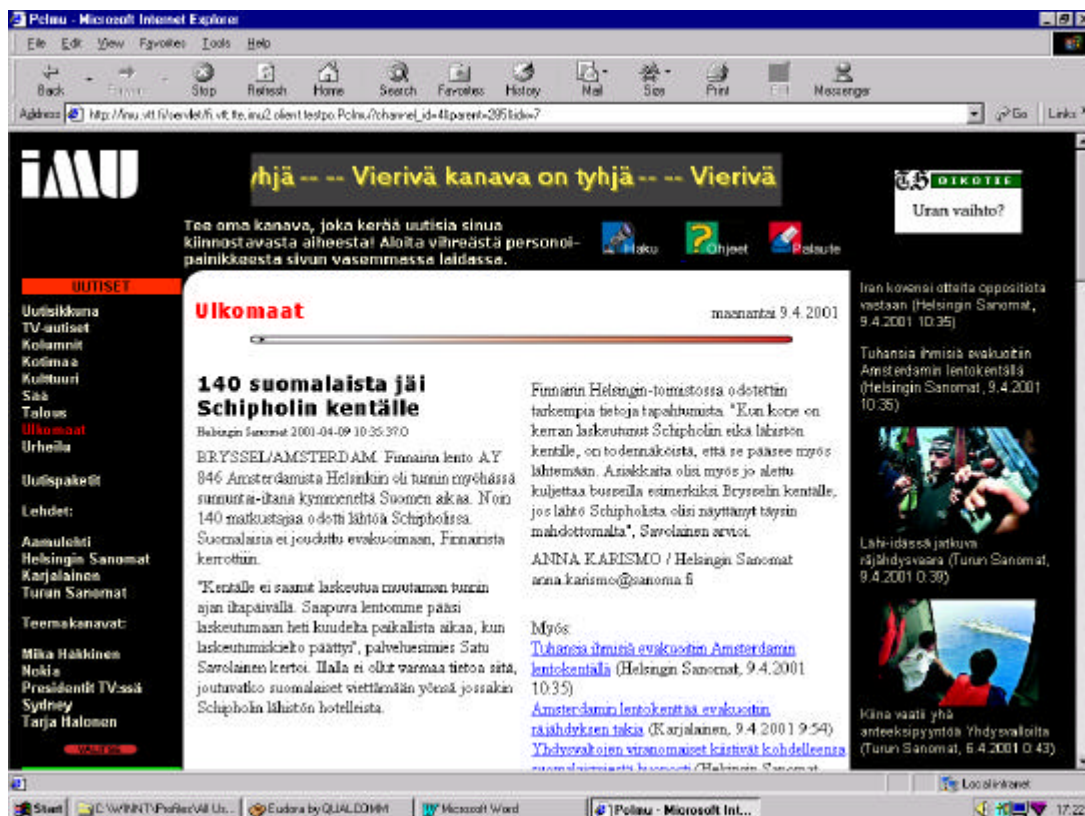 Polmu - Microsoft Internet Explorer
File Edit View Favorites Tools Help
Back Stop Refresh Home Search Favorites History Mail Size Print Edit Messenger
Address Go Links
iMU
yhjä -- -- Vierivä kanava on tyhjä -- -- Vierivä
TS OIKOTIE
Uran vaihto?
Tee oma kanava, joka kerää uutisia sinua
kiinnostavasta aiheesta! Aloita vihreästä personoi-
painikkeesta sivun vasemmassa laidassa.
Haku Ohjeet Palaute
UUTISET
Uutisikkuna
TV-uutiset
Kolumnit
Kotimaa
Kulttuuri
Sää
Talous
Ulkomaat
Urheilu
Uutispaketit
Lehdet:
Aamulehti
Helsingin Sanomat
Karjalainen
Turun Sanomat
Teemakanavat:
Mika Häkkinen
Nokia
Presidentit TV:ssä
Sydney
Tarja Halonen
Ulkomaat
maanantai 9.4.2001
140 suomalaista jäi
Schipholin kentälle
Helsingin Sanomat 2001-04-09 10:35:37.0
BRYSSEL/AMSTERDAM. Finnairin lento AY
846 Amsterdamista Helsinkiin oli tunnin myöhässä
sunnuntai-iltana kymmeneltä Suomen aikaa. Noin
140 matkustajaa odotti lähtöä Schipholissa.
Suomalaisia ei jouduttu evakuoimaan, Finnairista
kerrottiin.
"Kentälle ei saanut laskeutua muutaman tunnin
ajan iltapäivällä. Saapuva lentomme pääsi
laskeutumaan heti kuudelta paikallista aikaa, kun
laskeutumiskielto päättyi", palveluesimies Satu
Savolainen kertoi. Illalla ei ollut varmaa tietoa siitä,
joutuvatko suomalaiset viettämään yönsä jossakin
Schipholin lähistön hotelleista.
Finnairin Helsingin-toimistossa odotettiin
tarkempia tietoja tapahtumista. "Kun kone on
kerran laskeutunut Schipholiin eikä lähistön
kentille, on todennäköistä, että se pääsee myös
lähtemään. Asiakkaita olisi myös jo alettu
kuljettaa busseilla esimerkiksi Brysselin kentälle,
jos lähtö Schipholista olisi näyttänyt täysin
mahdottomalta", Savolainen arvioi.
ANNA KARISMO / Helsingin Sanomat
anna.karismo@sanoma.fi
Myös:
Tuhansia ihmisiä evakuoitiin Amsterdamin
lentokentällä (Helsingin Sanomat, 9.4.2001
10:35)
Amsterdamin lentokenttää evakuoitiin
räjähdyksen takia (Karjalainen, 9.4.2001 9:54)
Yhdysvaltojen viranomaiset kiistivät kohdelleensa
Iran kovensi otteita oppositiota
vastaan (Helsingin Sanomat,
9.4.2001 10:35)
Tuhansia ihmisiä evakuoitiin
Amsterdamin lentokentällä
(Helsingin Sanomat, 9.4.2001
10:35)
Lähi-idässä jatkuva
räjähdysvaara (Turun Sanomat,
9.4.2001 0:39)
Kiina vaatii yhä
anteeksipyyntöä Yhdysvalloilta
(Turun Sanomat, 6.4.2001 0:43)
Local intranet
Start C:\WINNT\Profiles\All Us... Eudora by QUALCOMM Microsoft Word Polmu - Microsoft Int... 17:22